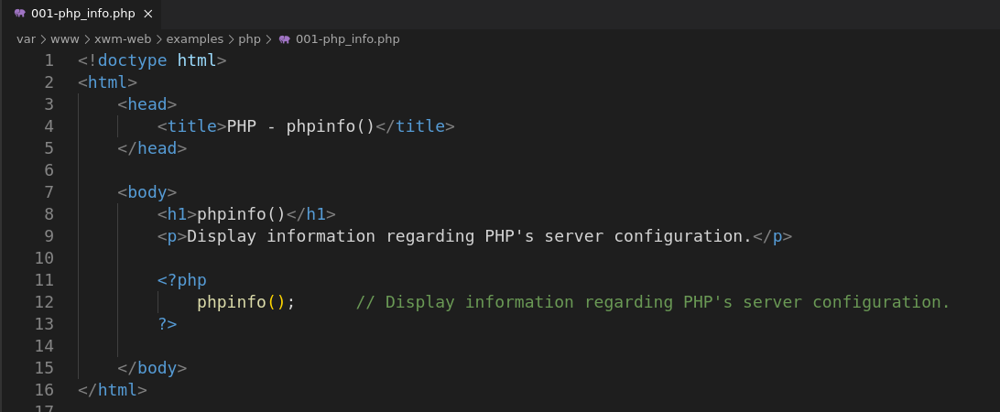 001-php_info.php ×
var > www > xwm-web > examples > php > 001-php_info.php
1 <!doctype html>
2 <html>
3     <head>
4         <title>PHP - phpinfo()</title>
5     </head>
6
7     <body>
8         <h1>phpinfo()</h1>
9         <p>Display information regarding PHP's server configuration.</p>
10
11         <?php
12             phpinfo();      // Display information regarding PHP's server configuration.
13         ?>
14
15     </body>
16 </html>
17